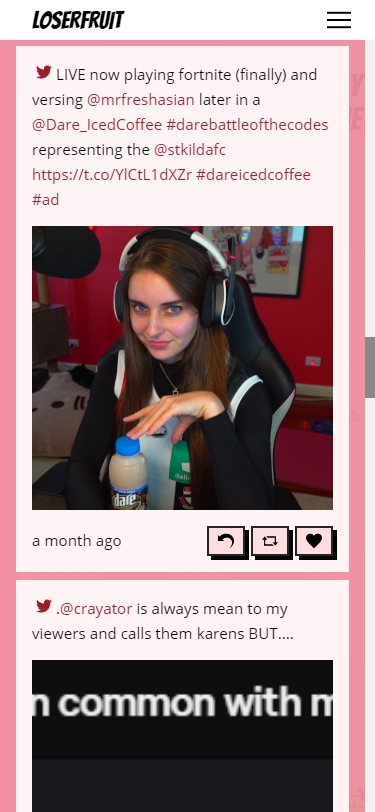 LOSERFRUIT
LIVE now playing fortnite (finally) and
versing @mrfreshasian later in a
@Dare_IcedCoffee #darebattleofthecodes
representing the @stkildafc
https://t.co/YlCtL1dXZr #dareicedcoffee
#ad
dare
a month ago
.@crayator is always mean to my
viewers and calls them karens BUT....
n common with m